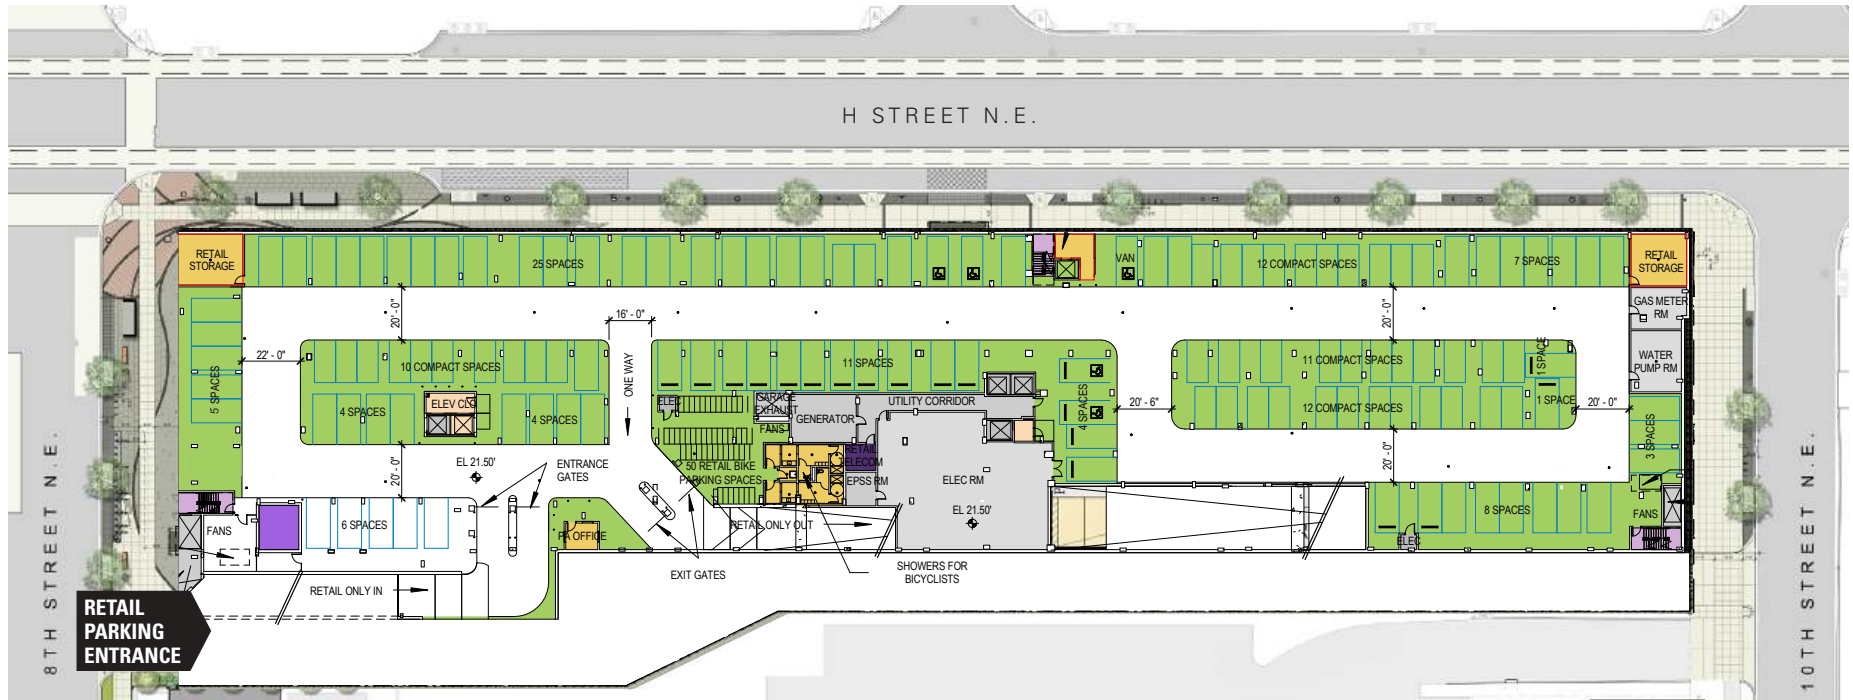 H STREET N.E.
RETAIL
STORAGE
25 SPACES
VAN
12 COMPACT SPACES
7 SPACES
RETAIL
STORAGE
GAS METER
RM
WATER
PUMP RM
20' - 0"
16' - 0"
20' - 0"
22' - 0"
5 SPACES
10 COMPACT SPACES
ONE WAY
11 SPACES
11 COMPACT SPACES
1 SPACE
ELEV CLO
4 SPACES
4 SPACES
ELEC
GARAGE
EXHAUST
FANS
GENERATOR
UTILITY CORRIDOR
4 SPACES
20' - 6"
12 COMPACT SPACES
1 SPACE
20' - 0"
3 SPACES
20' - 0"
20' - 0"
EL 21.50'
ENTRANCE
GATES
50 RETAIL BIKE
PARKING SPACES
RETAIL
TELECOM
EPSS RM
ELEC RM
EL 21.50'
FANS
6 SPACES
PA OFFICE
RETAIL ONLY OUT
8 SPACES
FANS
ELEC
EXIT GATES
SHOWERS FOR
BICYCLISTS
RETAIL ONLY IN
RETAIL
PARKING
ENTRANCE
8TH STREET N.E.
10TH STREET N.E.